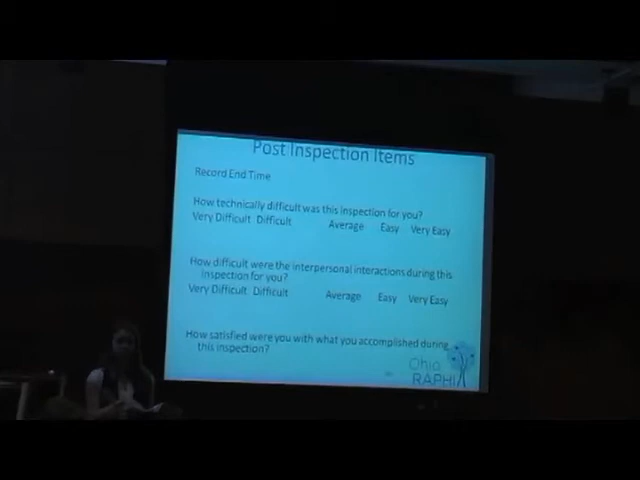 Post Inspection Items
Record End Time
How technically difficult was this inspection for you?
Very Difficult Difficult Average Easy Very Easy
How difficult were the interpersonal interactions during this
inspection for you?
Very Difficult Difficult Average Easy Very Easy
How satisfied were you with what you accomplished during
this inspection?
Ohio
RAPHI